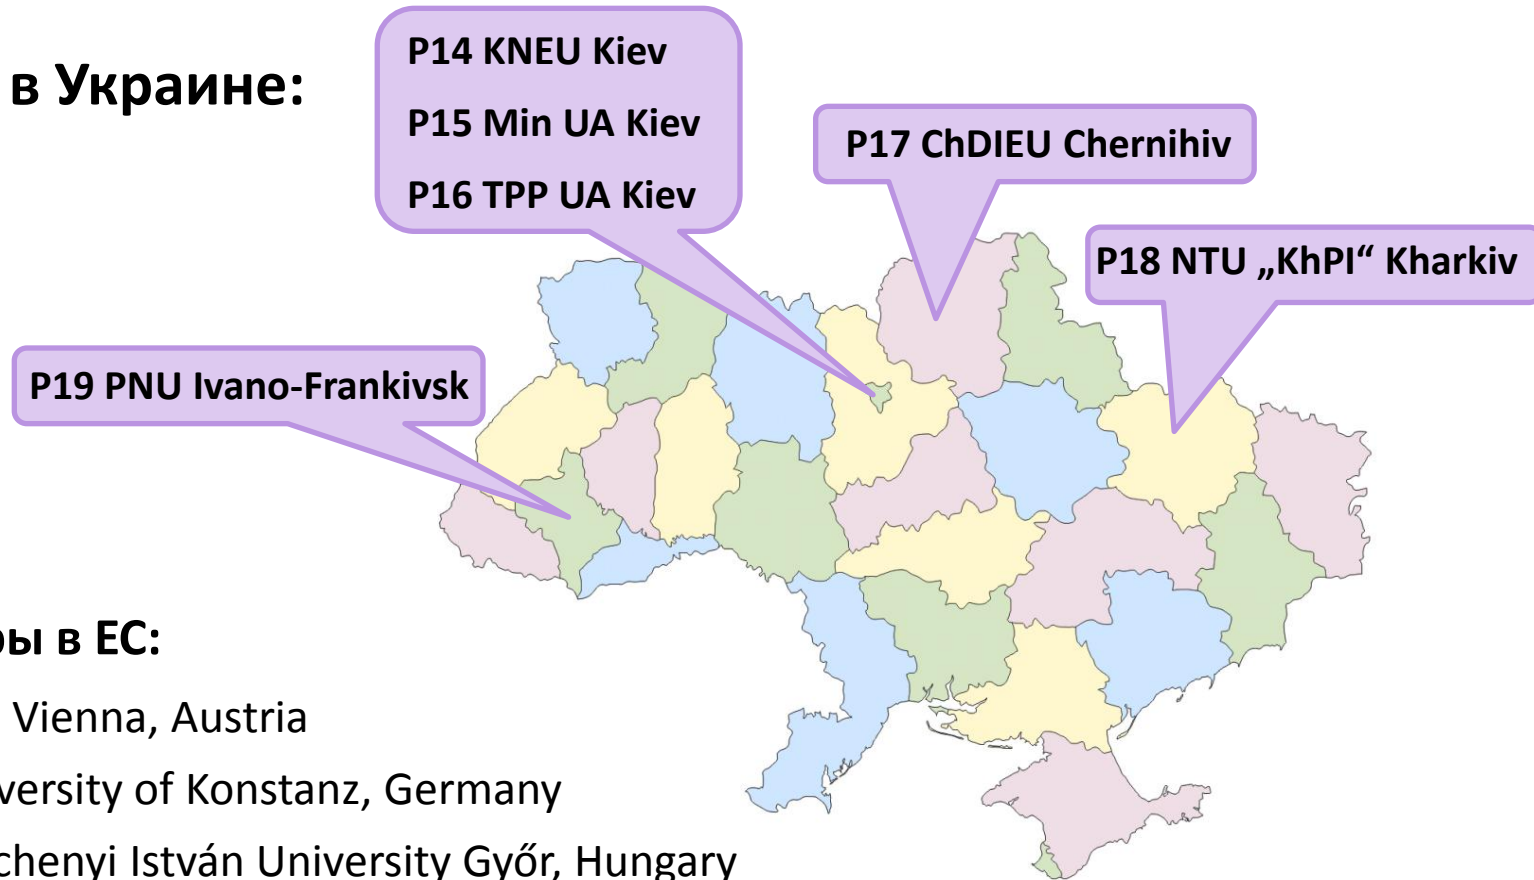 в Украине:
P14 KNEU Kiev
P15 Min UA Kiev
P16 TPP UA Kiev
P17 ChDIEU Chernihiv
P18 NTU „KhPI“ Kharkiv
P19 PNU Ivano-Frankivsk
ры в ЕС:
Vienna, Austria
versity of Konstanz, Germany
chenyi István University Győr, Hungary